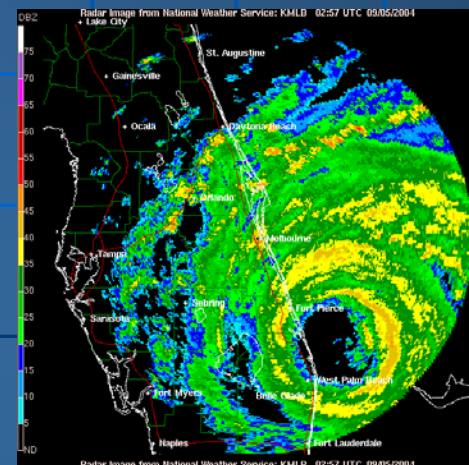 Radar Image from National Weather Service: KMLB 02:57 UTC 09/05/2004
DBZ
Lake City
St. Augustine
75
Gainesville
70
65
Ocala
Daytona Beach
60
55
50
Orlando
45
40
Melbourne
35
Tampa
30
25
Sebring
Fort Pierce
Sarasota
20
15
West Palm Beach
10
Fort Myers
Belle Glade
5
ND
Naples
Fort Lauderdale
Radar Image from National Weather Service: KMLB 02:57 UTC 09/05/2004